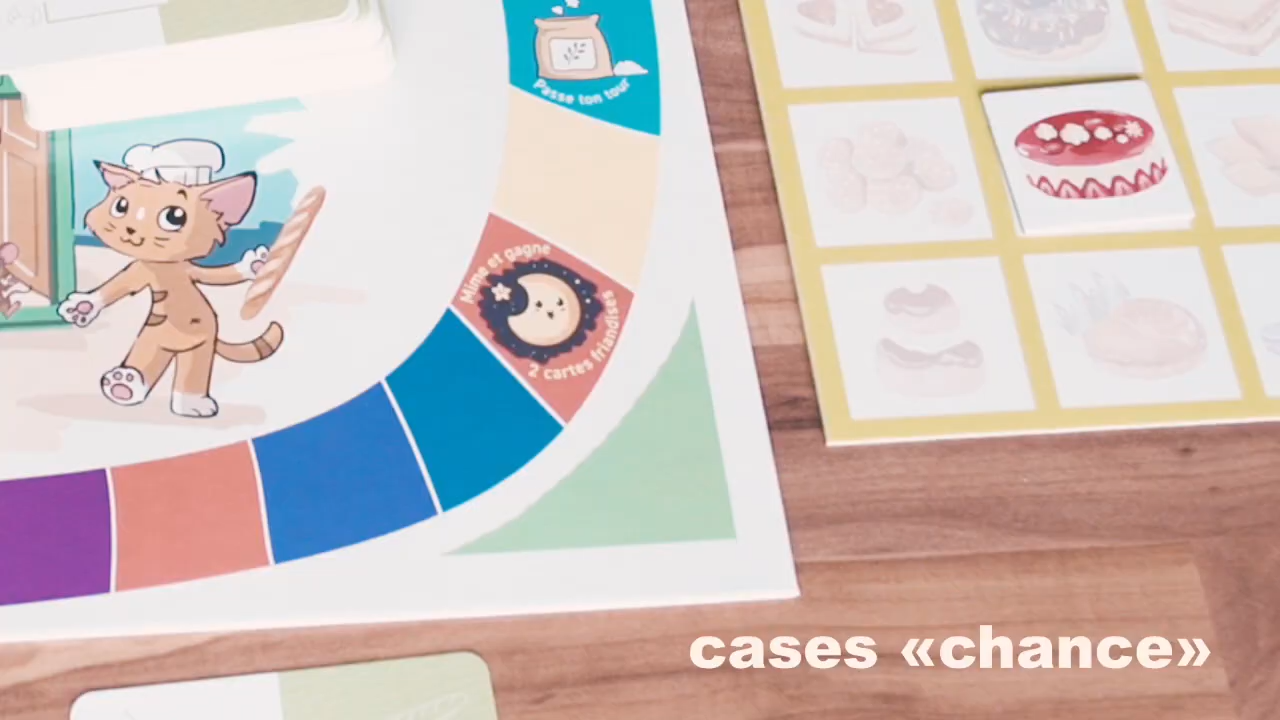 Passe ton tour
Mime et gagne
2 cartes friandises
cases «chance»